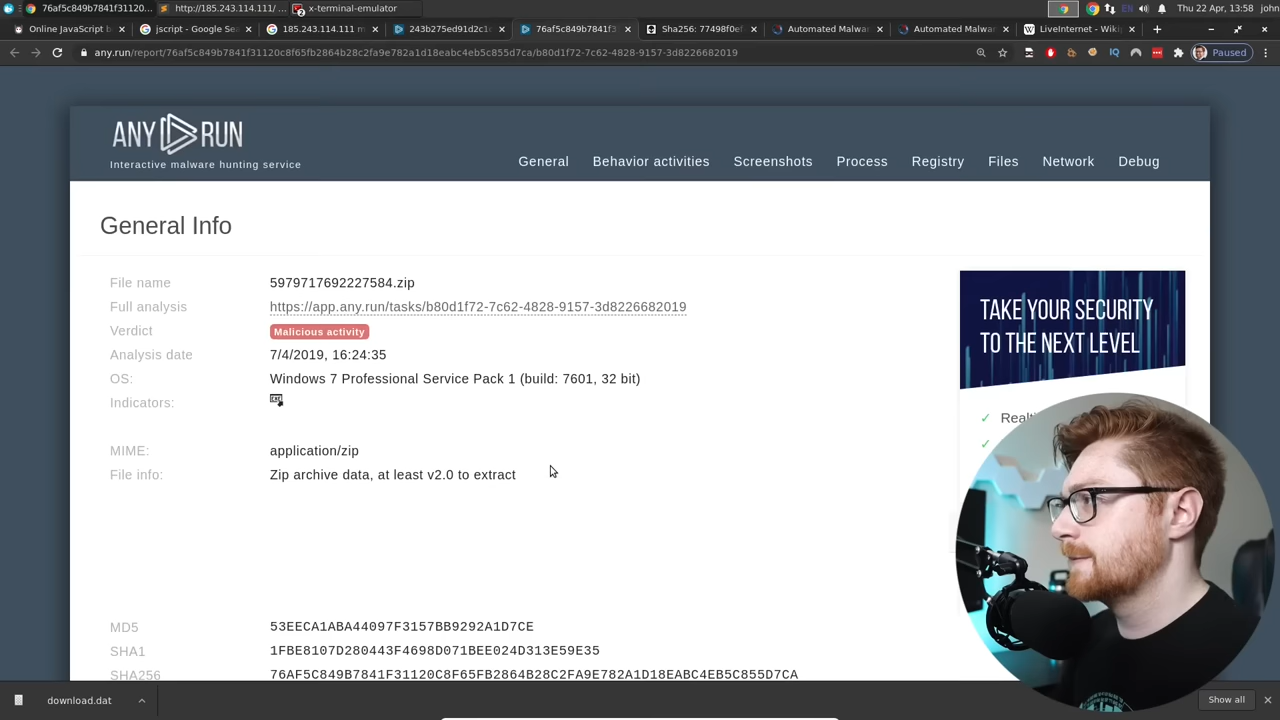 76af5c849b7841f31120...
http://185.243.114.111/ ...
x-terminal-emulator
Thu 22 Apr, 13:58 john
Online JavaScript b
jscript - Google Se
185.243.114.111 m
243b275ed91d2c1
76af5c849b7841f3
Sha256: 77498f0ef
Automated Malwa
Automated Malwa
LiveInternet - Wiki
any.run/report/76af5c849b7841f31120c8f65fb2864b28c2fa9e782a1d18eabc4eb5c855d7ca/b80d1f72-7c62-4828-9157-3d8226682019
Paused
ANY RUN
Interactive malware hunting service
General Behavior activities Screenshots Process Registry Files Network Debug
General Info
File name 5979717692227584.zip
Full analysis https://app.any.run/tasks/b80d1f72-7c62-4828-9157-3d8226682019
Verdict Malicious activity
Analysis date 7/4/2019, 16:24:35
OS: Windows 7 Professional Service Pack 1 (build: 7601, 32 bit)
Indicators:
MIME: application/zip
File info: Zip archive data, at least v2.0 to extract
TAKE YOUR SECURITY
TO THE NEXT LEVEL
MD5 53EECA1ABA44097F3157BB9292A1D7CE
SHA1 1FBE8107D280443F4698D071BEE024D313E59E35
SHA256 76AF5C849B7841F31120C8F65FB2864B28C2FA9E782A1D18EABC4EB5C855D7CA
download.dat
Show all